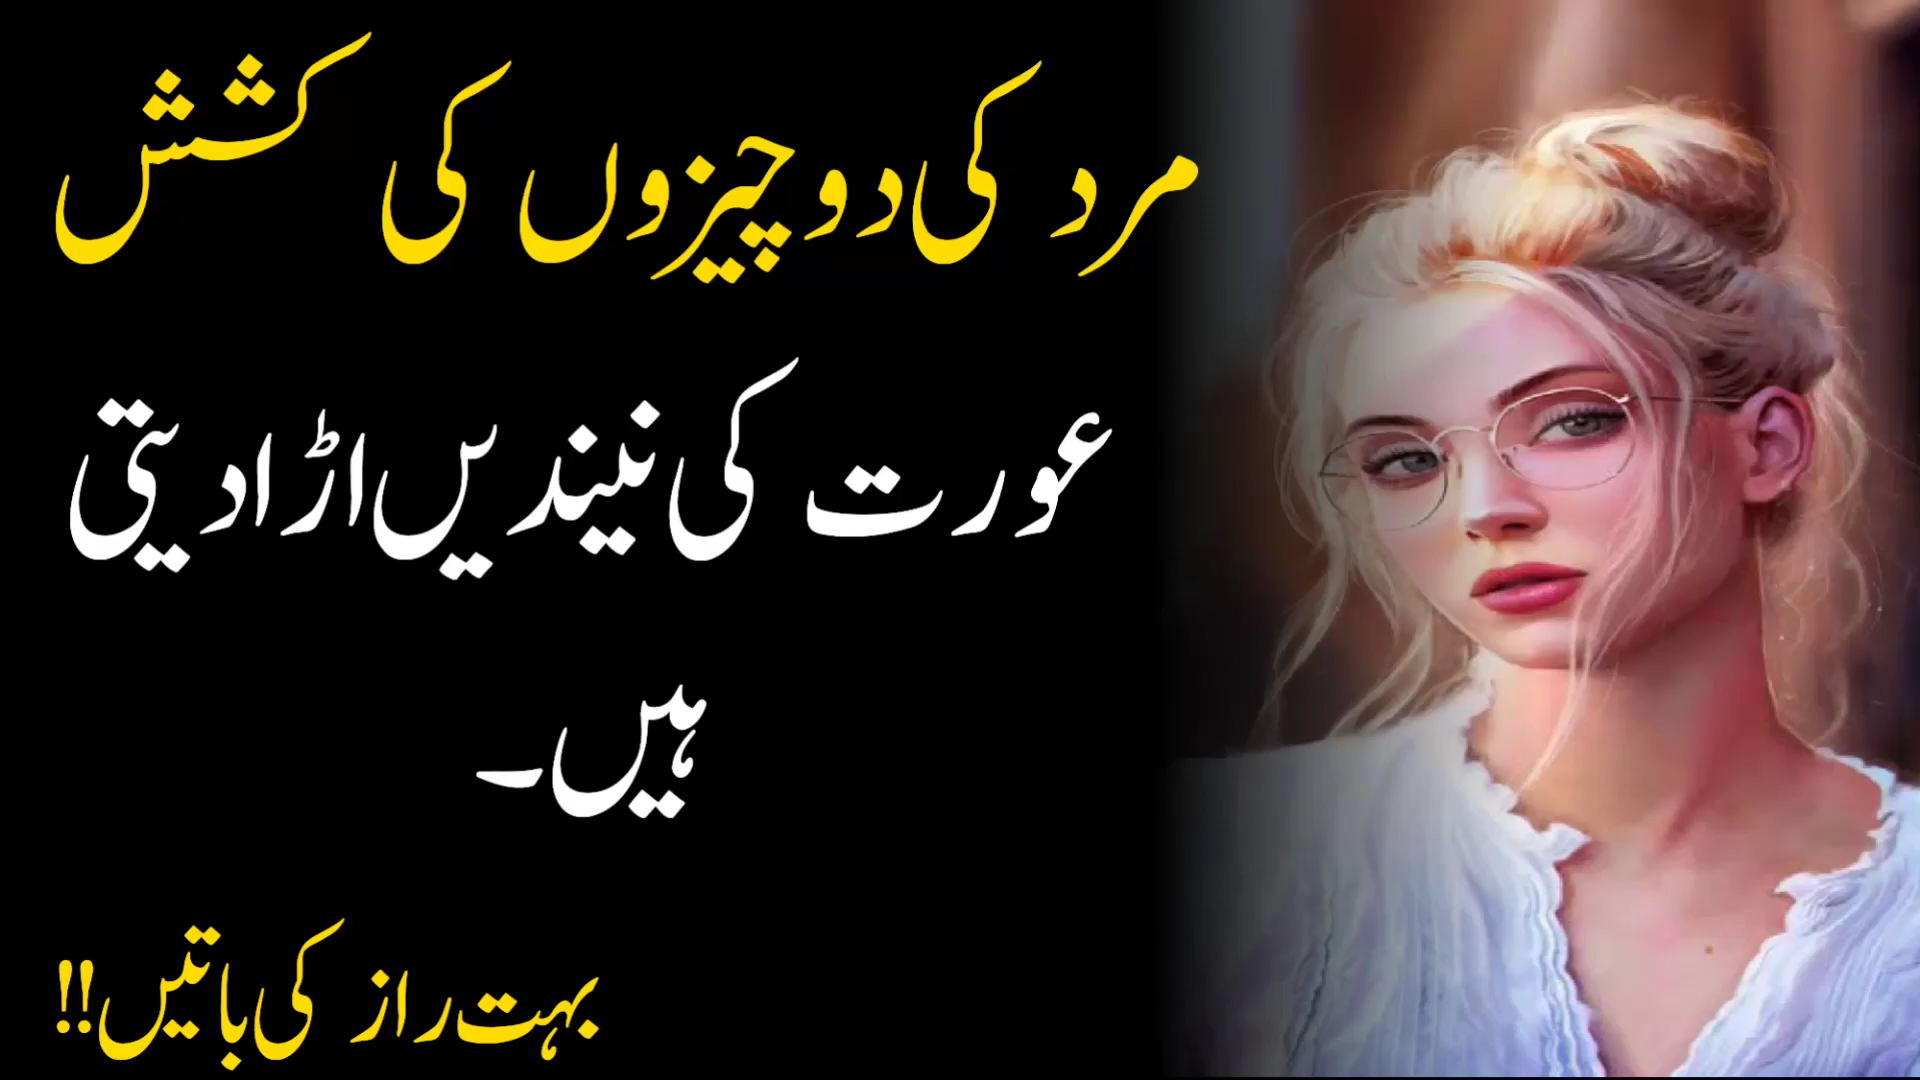 مرد کی دو چیزوں کی کشش
عورت کی نیندیں اڑا دیتی
ہیں۔
بہت راز کی باتیں!!